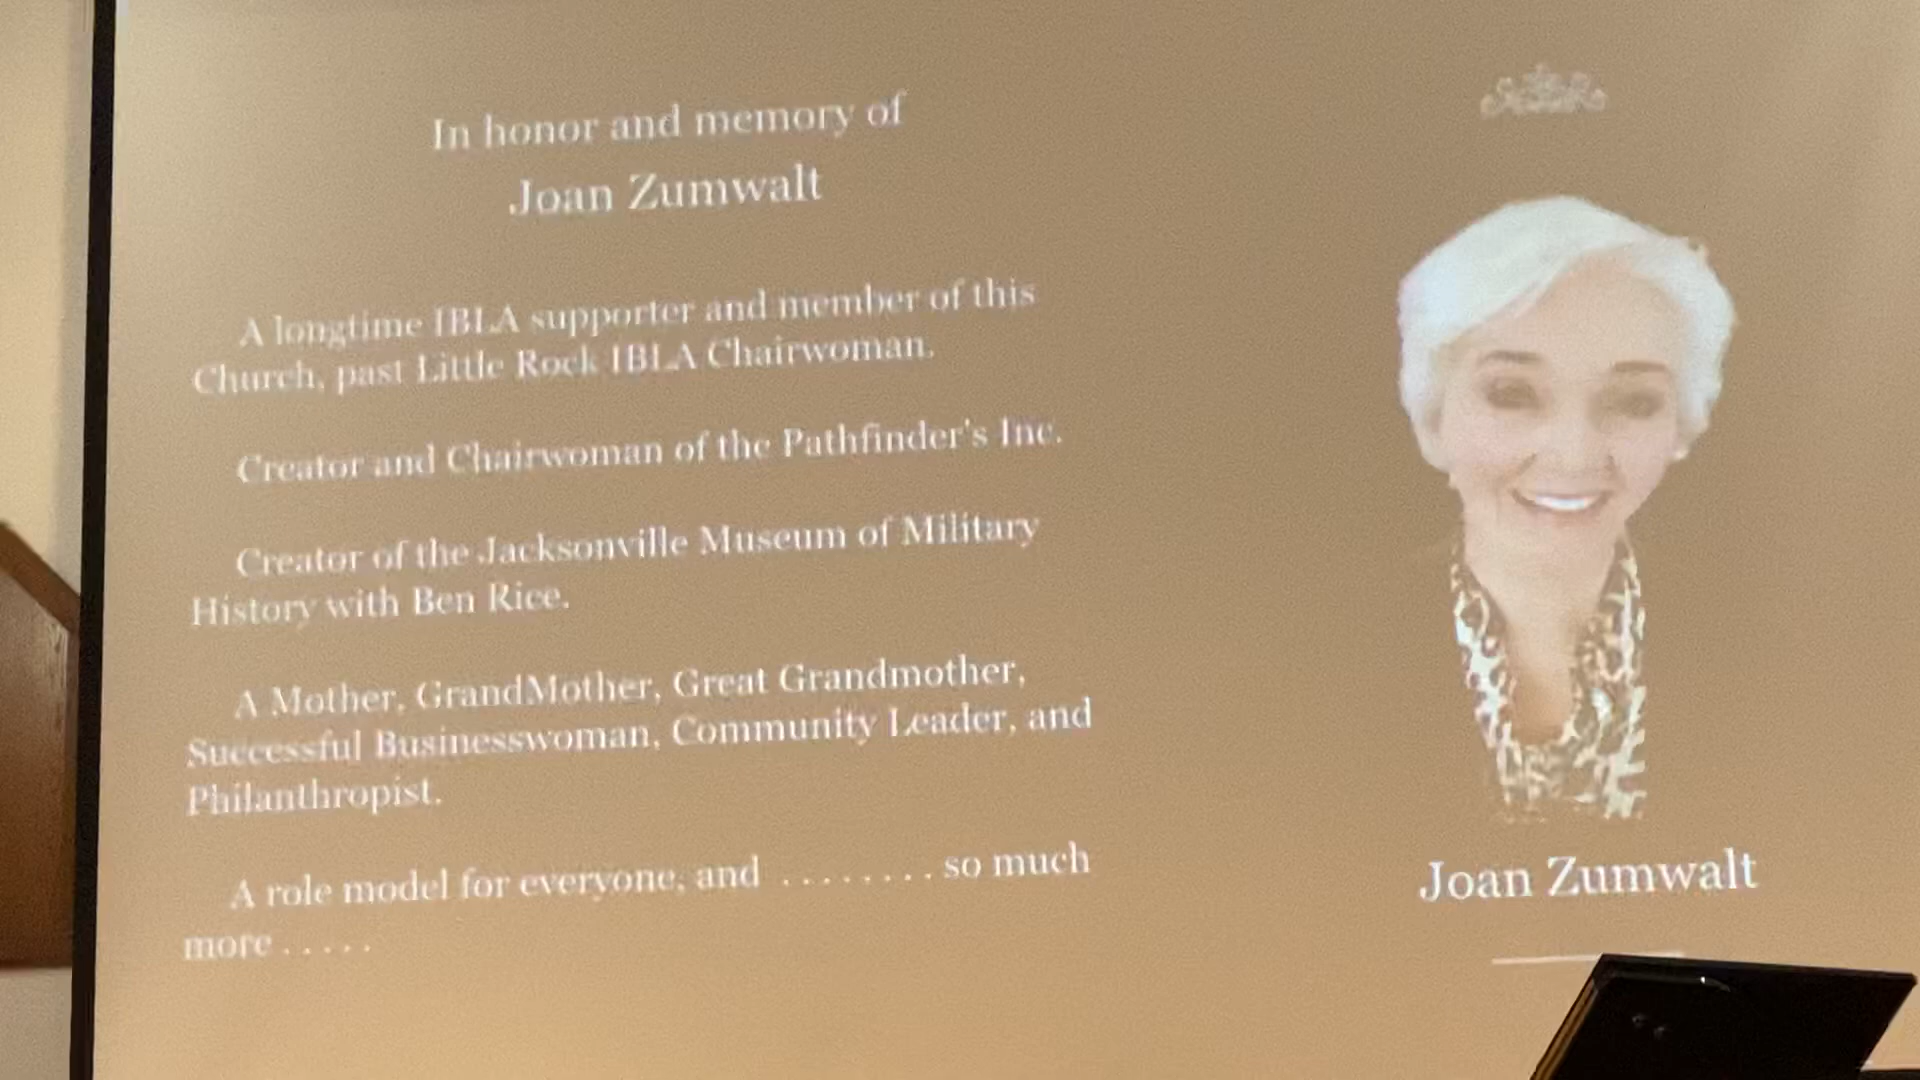 In honor and memory of
Joan Zumwalt
A longtime IBLA supporter and member of this
Church, past Little Rock IBLA Chairwoman.
Creator and Chairwoman of the Pathfinder's Inc.
Creator of the Jacksonville Museum of Military
History with Ben Rice.
A Mother, GrandMother, Great Grandmother,
Successful Businesswoman, Community Leader, and
Philanthropist.
A role model for everyone, and ........ so much
more .....
Joan Zumwalt